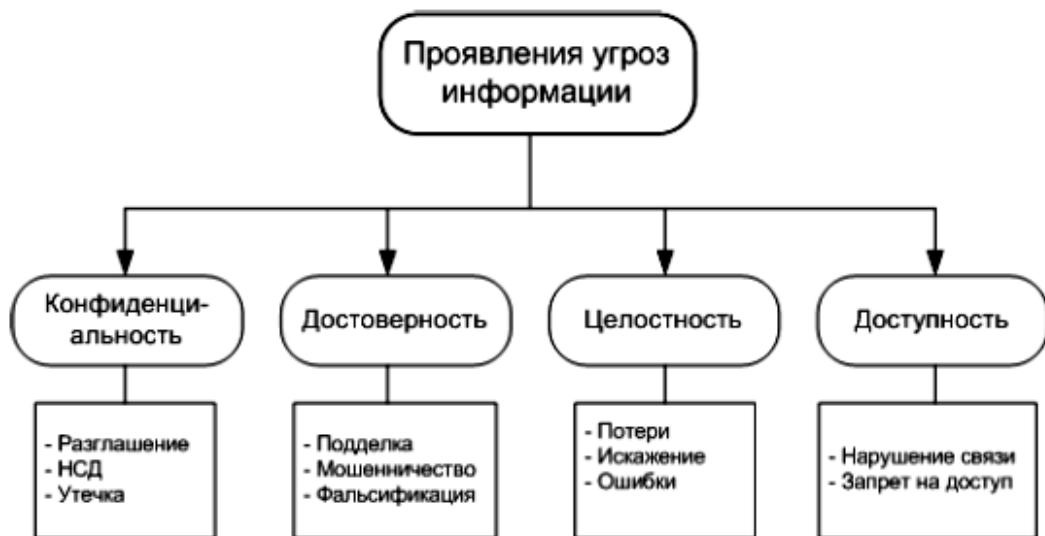 Проявления угроз
информации
Конфиденци-
альность
Достоверность
Целостность
Доступность
- Разглашение
- НСД
- Утечка
- Подделка
- Мошенничество
- Фальсификация
- Потери
- Искажение
- Ошибки
- Нарушение связи
- Запрет на доступ